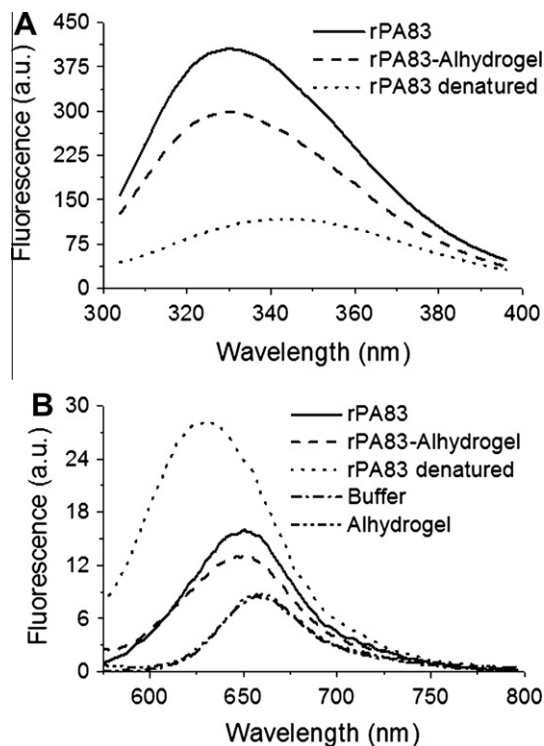 A
450
375
300
225
150
75
0
Fluorescence (a.u.)
rPA83
rPA83-Alhydrogel
rPA83 denatured
300 320 340 360 380 400
Wavelength (nm)
B
30
24
18
12
6
0
Fluorescence (a.u.)
rPA83
rPA83-Alhydrogel
rPA83 denatured
Buffer
Alhydrogel
600 650 700 750 800
Wavelength (nm)